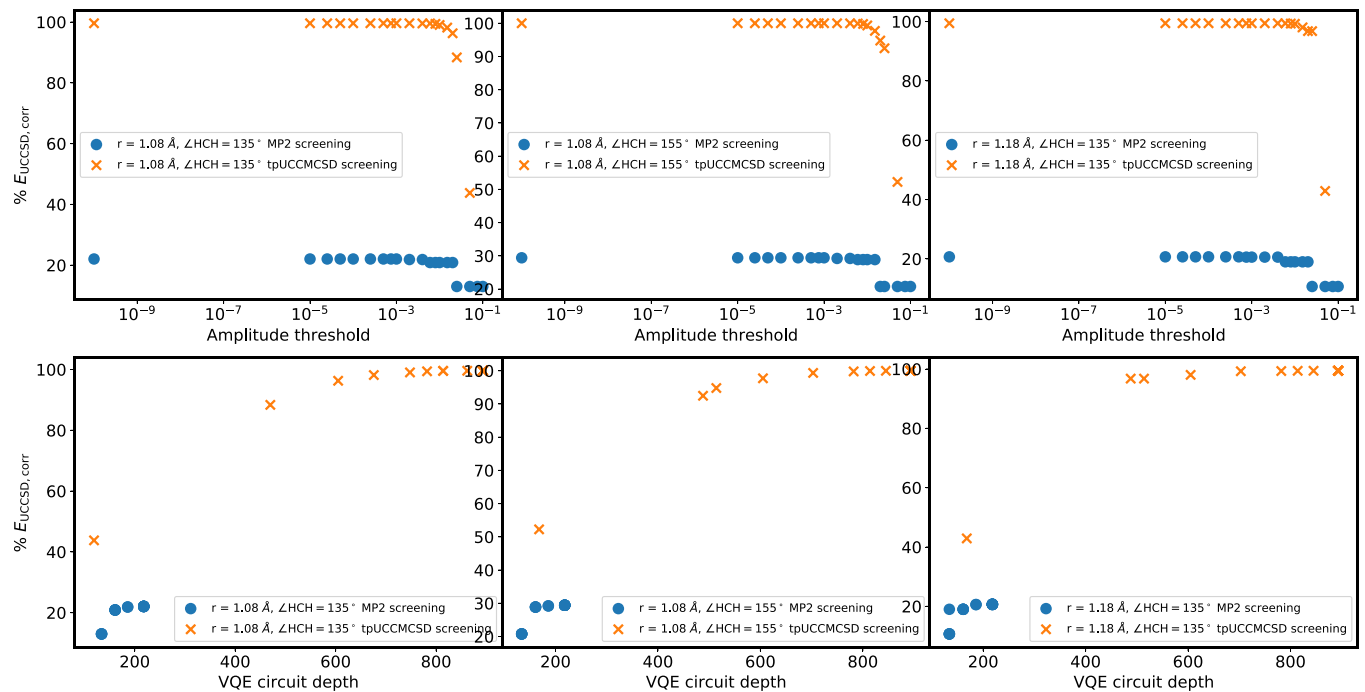 100
80
60
40
20
% E_UCCSD, corr
r = 1.08 Å, ∠HCH = 135° MP2 screening
r = 1.08 Å, ∠HCH = 135° tpUCCMCSD screening
10⁻⁹ 10⁻⁷ 10⁻⁵ 10⁻³ 10⁻¹
Amplitude threshold
100
90
80
70
60
50
40
30
20
r = 1.08 Å, ∠HCH = 155° MP2 screening
r = 1.08 Å, ∠HCH = 155° tpUCCMCSD screening
10⁻⁹ 10⁻⁷ 10⁻⁵ 10⁻³ 10⁻¹
Amplitude threshold
100
80
60
40
20
r = 1.18 Å, ∠HCH = 135° MP2 screening
r = 1.18 Å, ∠HCH = 135° tpUCCMCSD screening
10⁻⁹ 10⁻⁷ 10⁻⁵ 10⁻³ 10⁻¹
Amplitude threshold
100
80
60
40
20
% E_UCCSD, corr
r = 1.08 Å, ∠HCH = 135° MP2 screening
r = 1.08 Å, ∠HCH = 135° tpUCCMCSD screening
200 400 600 800
VQE circuit depth
100
90
80
70
60
50
40
30
20
r = 1.08 Å, ∠HCH = 155° MP2 screening
r = 1.08 Å, ∠HCH = 155° tpUCCMCSD screening
200 400 600 800
VQE circuit depth
100
80
60
40
20
r = 1.18 Å, ∠HCH = 135° MP2 screening
r = 1.18 Å, ∠HCH = 135° tpUCCMCSD screening
200 400 600 800
VQE circuit depth